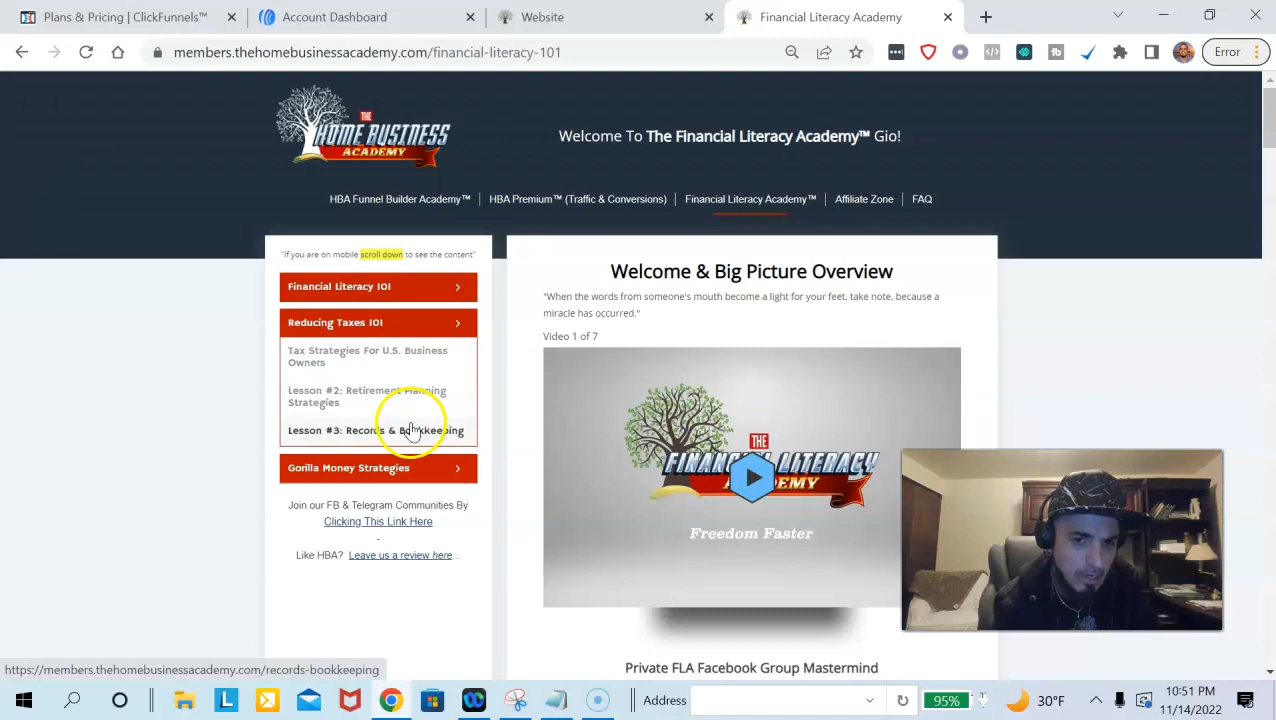 Plans & Pricing | ClickFunnels™
Account Dashboard
Website
Financial Literacy Academy
members.thehomebusinessacademy.com/financial-literacy-101
Error
THE
HOME BUSINESS
ACADEMY
Welcome To The Financial Literacy Academy™ Gio!
HBA Funnel Builder Academy™
HBA Premium™ (Traffic & Conversions)
Financial Literacy Academy™
Affiliate Zone
FAQ
"If you are on mobile scroll down to see the content"
Financial Literacy 101
Reducing Taxes 101
Tax Strategies For U.S. Business
Owners
Lesson #2: Retirement Planning
Strategies
Lesson #3: Records & Bookkeeping
Gorilla Money Strategies
Join our FB & Telegram Communities By
Clicking This Link Here
-
Like HBA? Leave us a review here...
Welcome & Big Picture Overview
"When the words from someone's mouth become a light for your feet, take note, because a
miracle has occurred."
Video 1 of 7
THE
FINANCIAL LITERACY
ACADEMY
Freedom Faster
Private FLA Facebook Group Mastermind
https://members.thehomebusinessacademy.com/records-bookkeeping
Address
95%
30°F
10:51 PM
11/14/2022